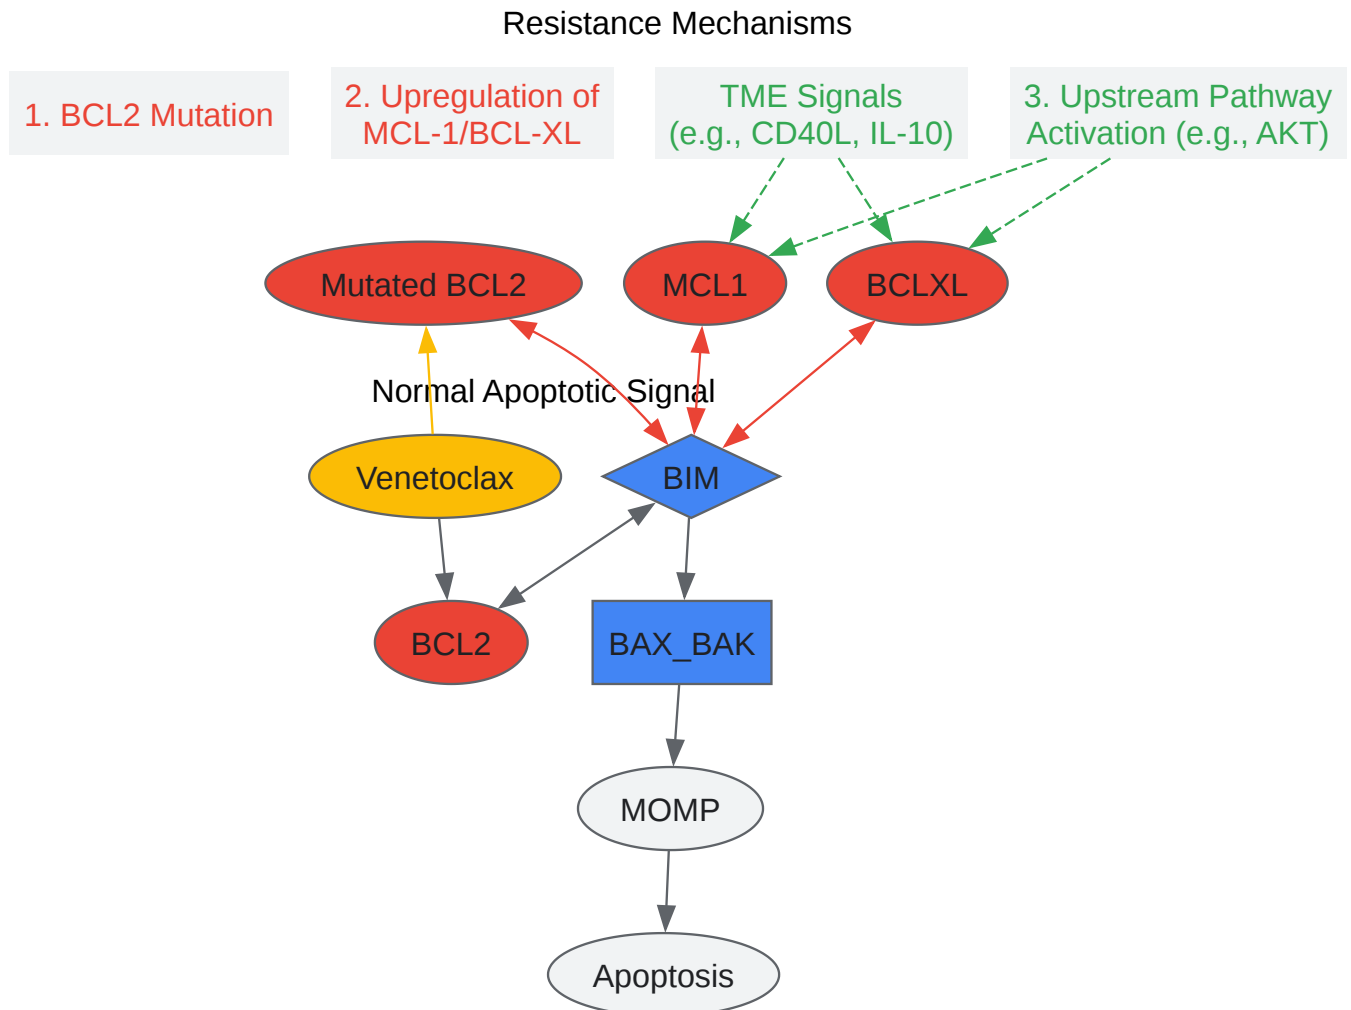 Resistance Mechanisms
1. BCL2 Mutation
2. Upregulation of
MCL-1/BCL-XL
TME Signals
(e.g., CD40L, IL-10)
3. Upstream Pathway
Activation (e.g., AKT)
Mutated BCL2
MCL1
BCLXL
Normal Apoptotic Signal
Venetoclax
BIM
BCL2
BAX_BAK
MOMP
Apoptosis